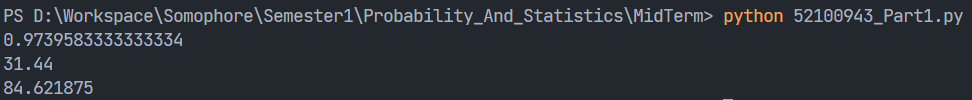 PS D:\Workspace\Somophore\Semester1\Probability_And_Statistics\MidTerm> python 52100943_Part1.py
0.9739583333333334
31.44
84.621875